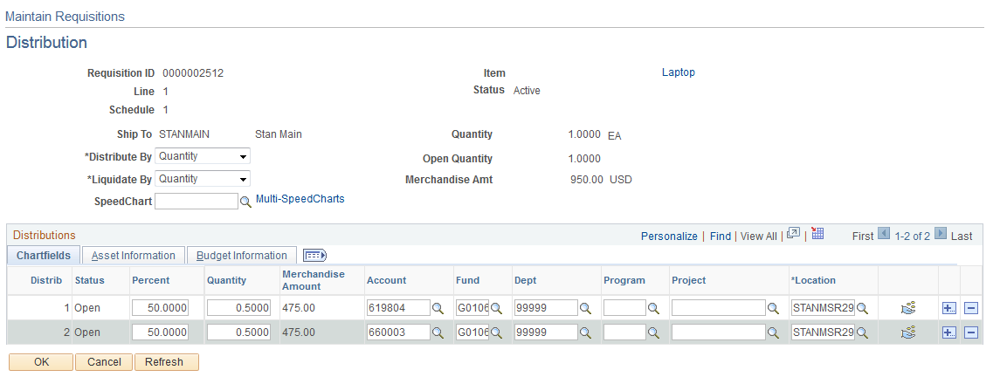 Maintain Requisitions
Distribution
Requisition ID 0000002512 Item Laptop
Line 1 Status Active
Schedule 1
Ship To STANMAIN Stan Main Quantity 1.0000 EA
*Distribute By Quantity Open Quantity 1.0000
*Liquidate By Quantity Merchandise Amt 950.00 USD
SpeedChart Multi-SpeedCharts
Distributions Personalize | Find | View All | | First 1-2 of 2 Last
Chartfields Asset Information Budget Information
Distrib Status Percent Quantity Merchandise Amount Account Fund Dept Program Project *Location
1 Open 50.0000 0.5000 475.00 619804 G0106 99999 STANMSR29
2 Open 50.0000 0.5000 475.00 660003 G0106 99999 STANMSR29
OK Cancel Refresh